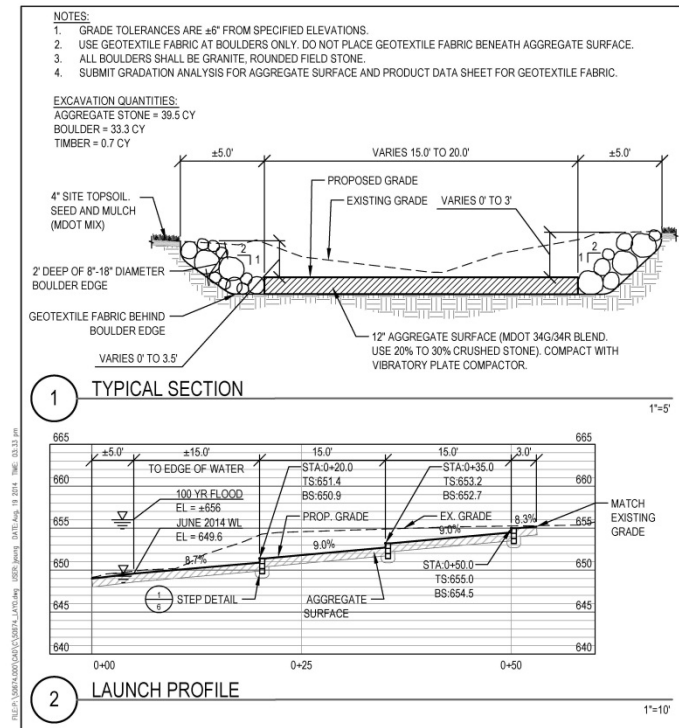 NOTES:
1. GRADE TOLERANCES ARE ±6" FROM SPECIFIED ELEVATIONS.
2. USE GEOTEXTILE FABRIC AT BOULDERS ONLY. DO NOT PLACE GEOTEXTILE FABRIC BENEATH AGGREGATE SURFACE.
3. ALL BOULDERS SHALL BE GRANITE, ROUNDED FIELD STONE.
4. SUBMIT GRADATION ANALYSIS FOR AGGREGATE SURFACE AND PRODUCT DATA SHEET FOR GEOTEXTILE FABRIC.
EXCAVATION QUANTITIES:
AGGREGATE STONE = 39.5 CY
BOULDER = 33.3 CY
TIMBER = 0.7 CY
±5.0'
VARIES 15.0' TO 20.0'
±5.0'
PROPOSED GRADE
EXISTING GRADE
VARIES 0' TO 3'
4" SITE TOPSOIL.
SEED AND MULCH
(MDOT MIX)
2
1
2
1
2' DEEP OF 8"-18" DIAMETER
BOULDER EDGE
GEOTEXTILE FABRIC BEHIND
BOULDER EDGE
VARIES 0' TO 3.5'
12" AGGREGATE SURFACE (MDOT 34G/34R BLEND.
USE 20% TO 30% CRUSHED STONE). COMPACT WITH
VIBRATORY PLATE COMPACTOR.
1 TYPICAL SECTION
1"=5'
665
660
655
650
645
640
665
660
655
650
645
640
±5.0'
±15.0'
15.0'
15.0'
3.0'
TO EDGE OF WATER
100 YR FLOOD
EL = ±656
JUNE 2014 WL
EL = 649.6
STA:0+20.0
TS:651.4
BS:650.9
STA:0+35.0
TS:653.2
BS:652.7
PROP. GRADE
EX. GRADE
8.7%
9.0%
9.0%
8.3%
MATCH
EXISTING
GRADE
STA:0+50.0
TS:655.0
BS:654.5
1
6
STEP DETAIL
AGGREGATE
SURFACE
0+00
0+25
0+50
2 LAUNCH PROFILE
1"=10'